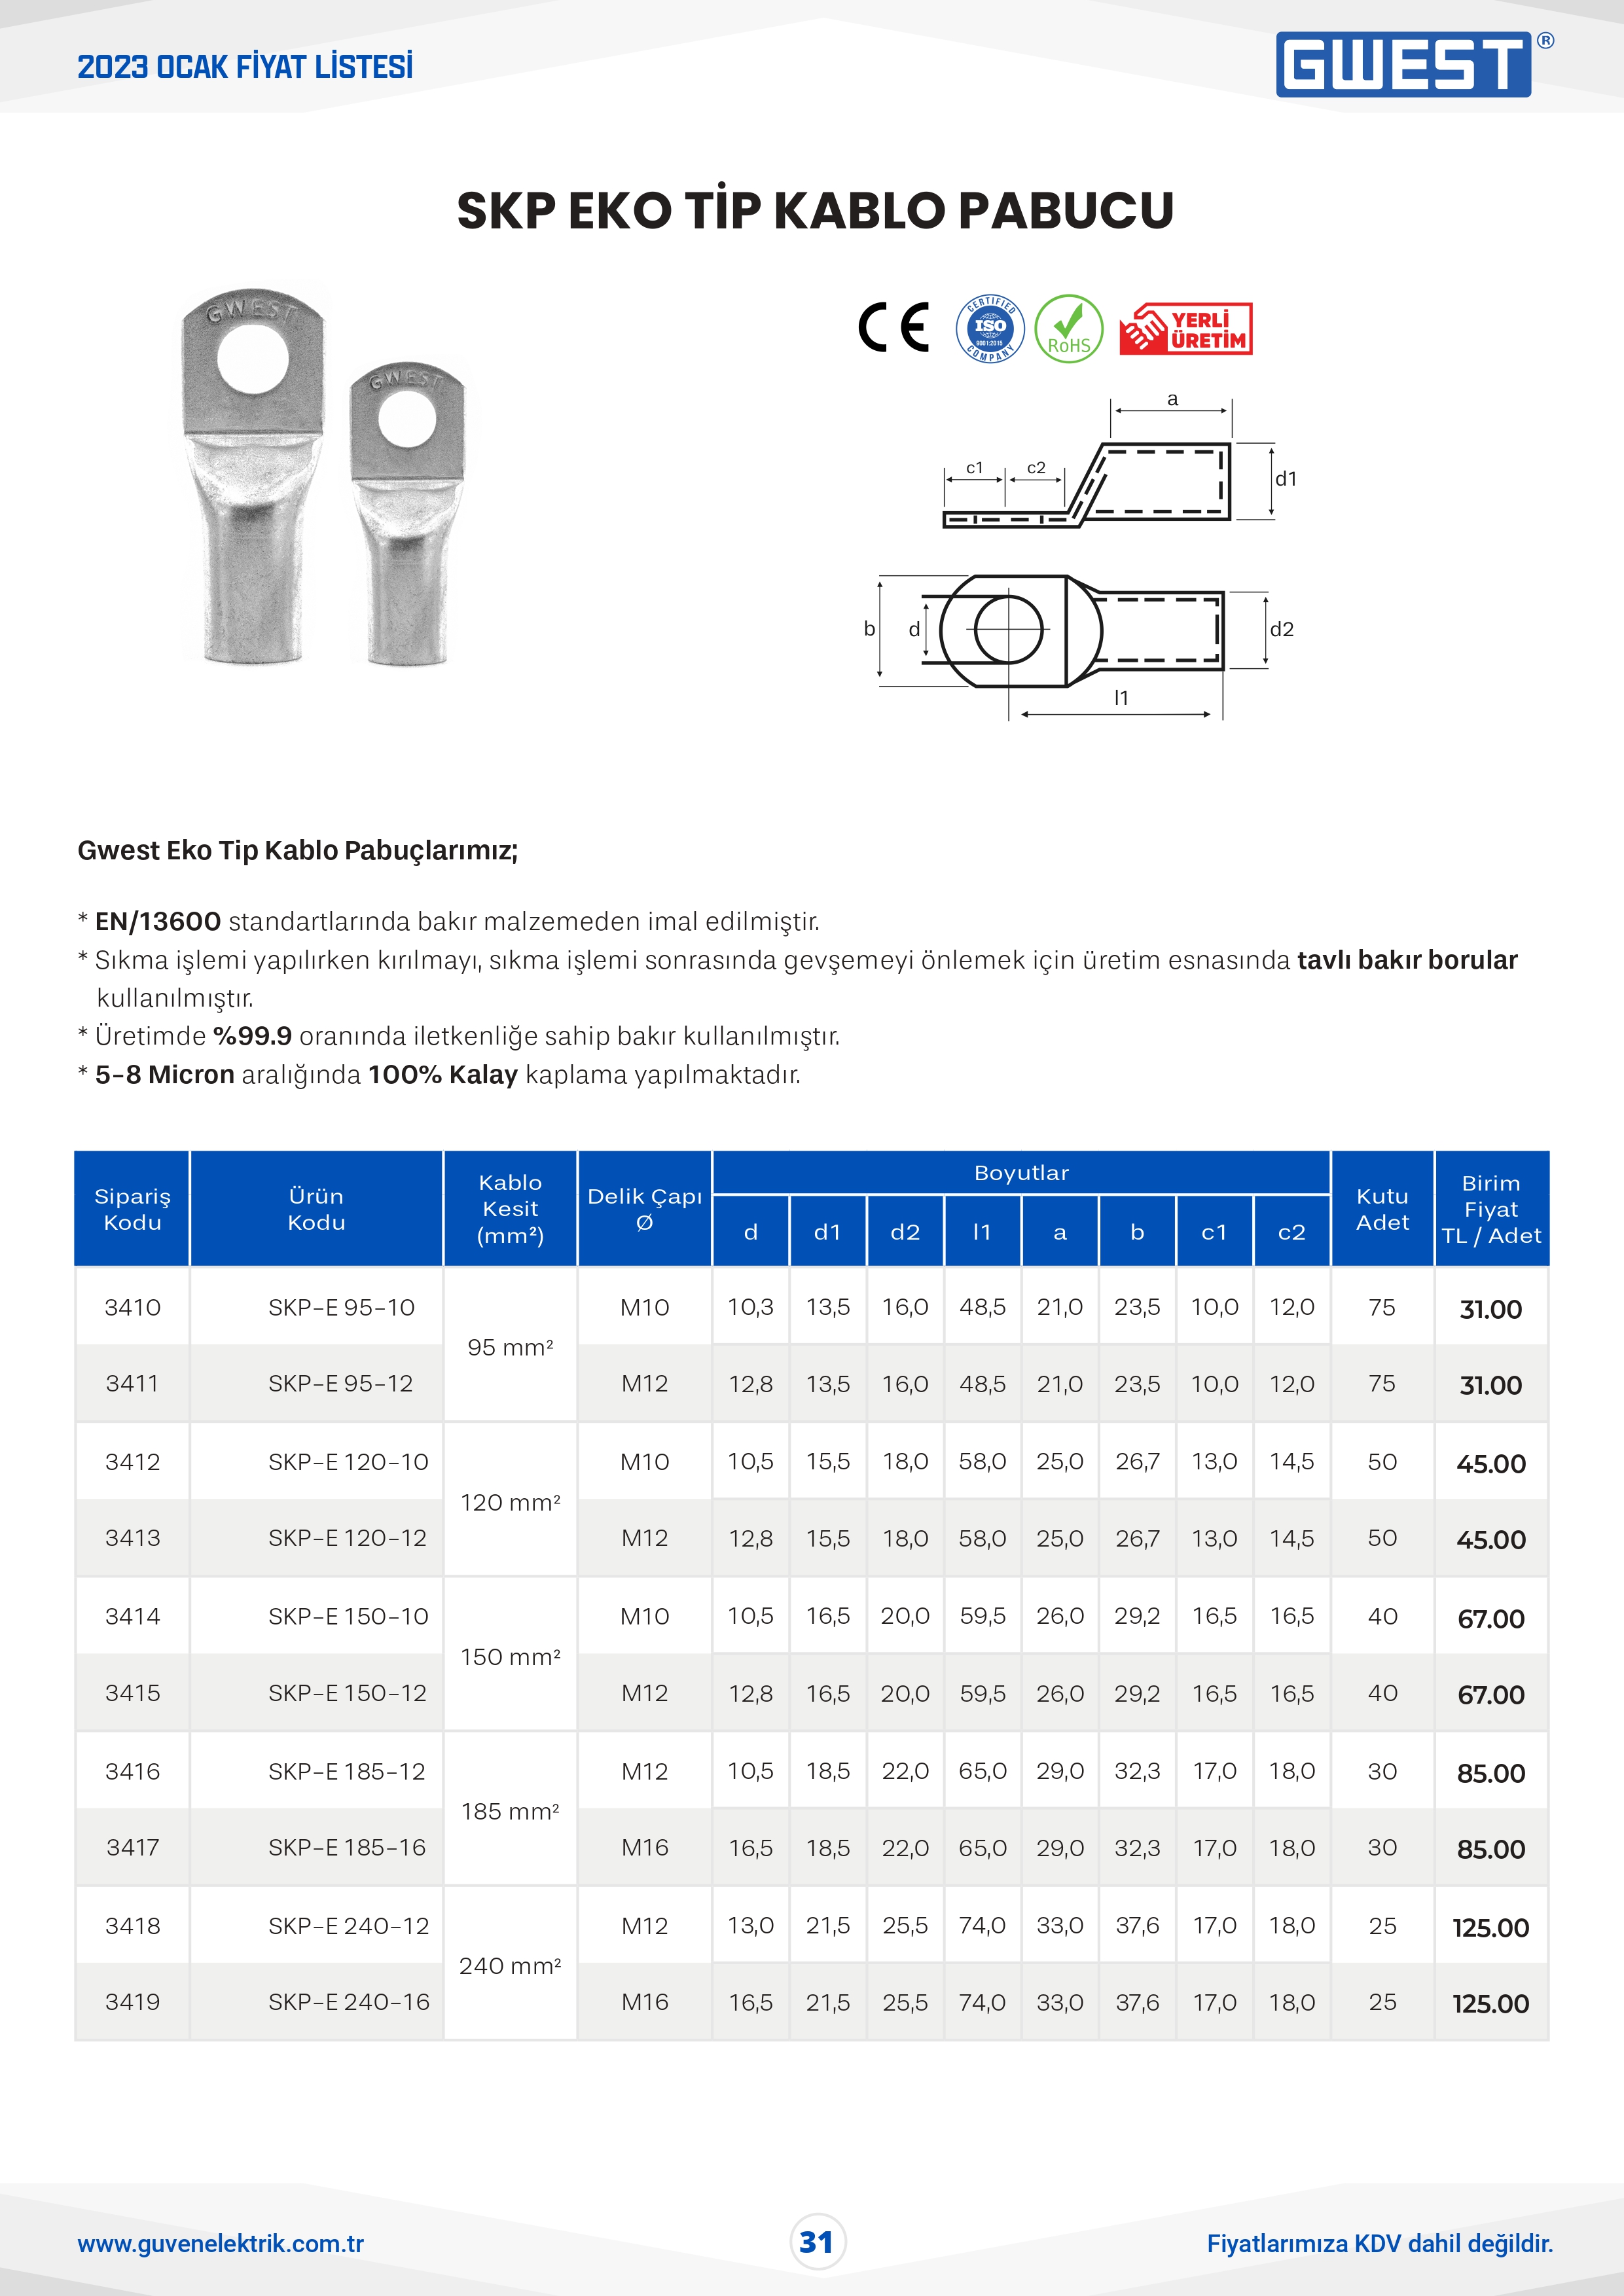 2023 OCAK FİYAT LİSTESİ
GWEST®
SKP EKO TİP KABLO PABUCU
GWEST
GWEST
CE
CERTIFIED
ISO
9001:2015
COMPANY
RoHS
YERLİ
ÜRETİM
a
c1 c2
d1
b d
d2
l1
Gwest Eko Tip Kablo Pabuçlarımız;
* EN/13600 standartlarında bakır malzemeden imal edilmiştir.
* Sıkma işlemi yapılırken kırılmayı, sıkma işlemi sonrasında gevşemeyi önlemek için üretim esnasında tavlı bakır borular
kullanılmıştır.
* Üretimde %99.9 oranında iletkenliğe sahip bakır kullanılmıştır.
* 5-8 Micron aralığında 100% Kalay kaplama yapılmaktadır.
Sipariş Kodu Ürün Kodu Kablo Kesit (mm²) Delik Çapı Ø Boyutlar Kutu Adet Birim Fiyat TL / Adet
d d1 d2 l1 a b c1 c2
3410 SKP-E 95-10 95 mm² M10 10,3 13,5 16,0 48,5 21,0 23,5 10,0 12,0 75 31.00
3411 SKP-E 95-12 M12 12,8 13,5 16,0 48,5 21,0 23,5 10,0 12,0 75 31.00
3412 SKP-E 120-10 120 mm² M10 10,5 15,5 18,0 58,0 25,0 26,7 13,0 14,5 50 45.00
3413 SKP-E 120-12 M12 12,8 15,5 18,0 58,0 25,0 26,7 13,0 14,5 50 45.00
3414 SKP-E 150-10 150 mm² M10 10,5 16,5 20,0 59,5 26,0 29,2 16,5 16,5 40 67.00
3415 SKP-E 150-12 M12 12,8 16,5 20,0 59,5 26,0 29,2 16,5 16,5 40 67.00
3416 SKP-E 185-12 185 mm² M12 10,5 18,5 22,0 65,0 29,0 32,3 17,0 18,0 30 85.00
3417 SKP-E 185-16 M16 16,5 18,5 22,0 65,0 29,0 32,3 17,0 18,0 30 85.00
3418 SKP-E 240-12 240 mm² M12 13,0 21,5 25,5 74,0 33,0 37,6 17,0 18,0 25 125.00
3419 SKP-E 240-16 M16 16,5 21,5 25,5 74,0 33,0 37,6 17,0 18,0 25 125.00
www.guvenelektrik.com.tr
31
Fiyatlarımıza KDV dahil değildir.